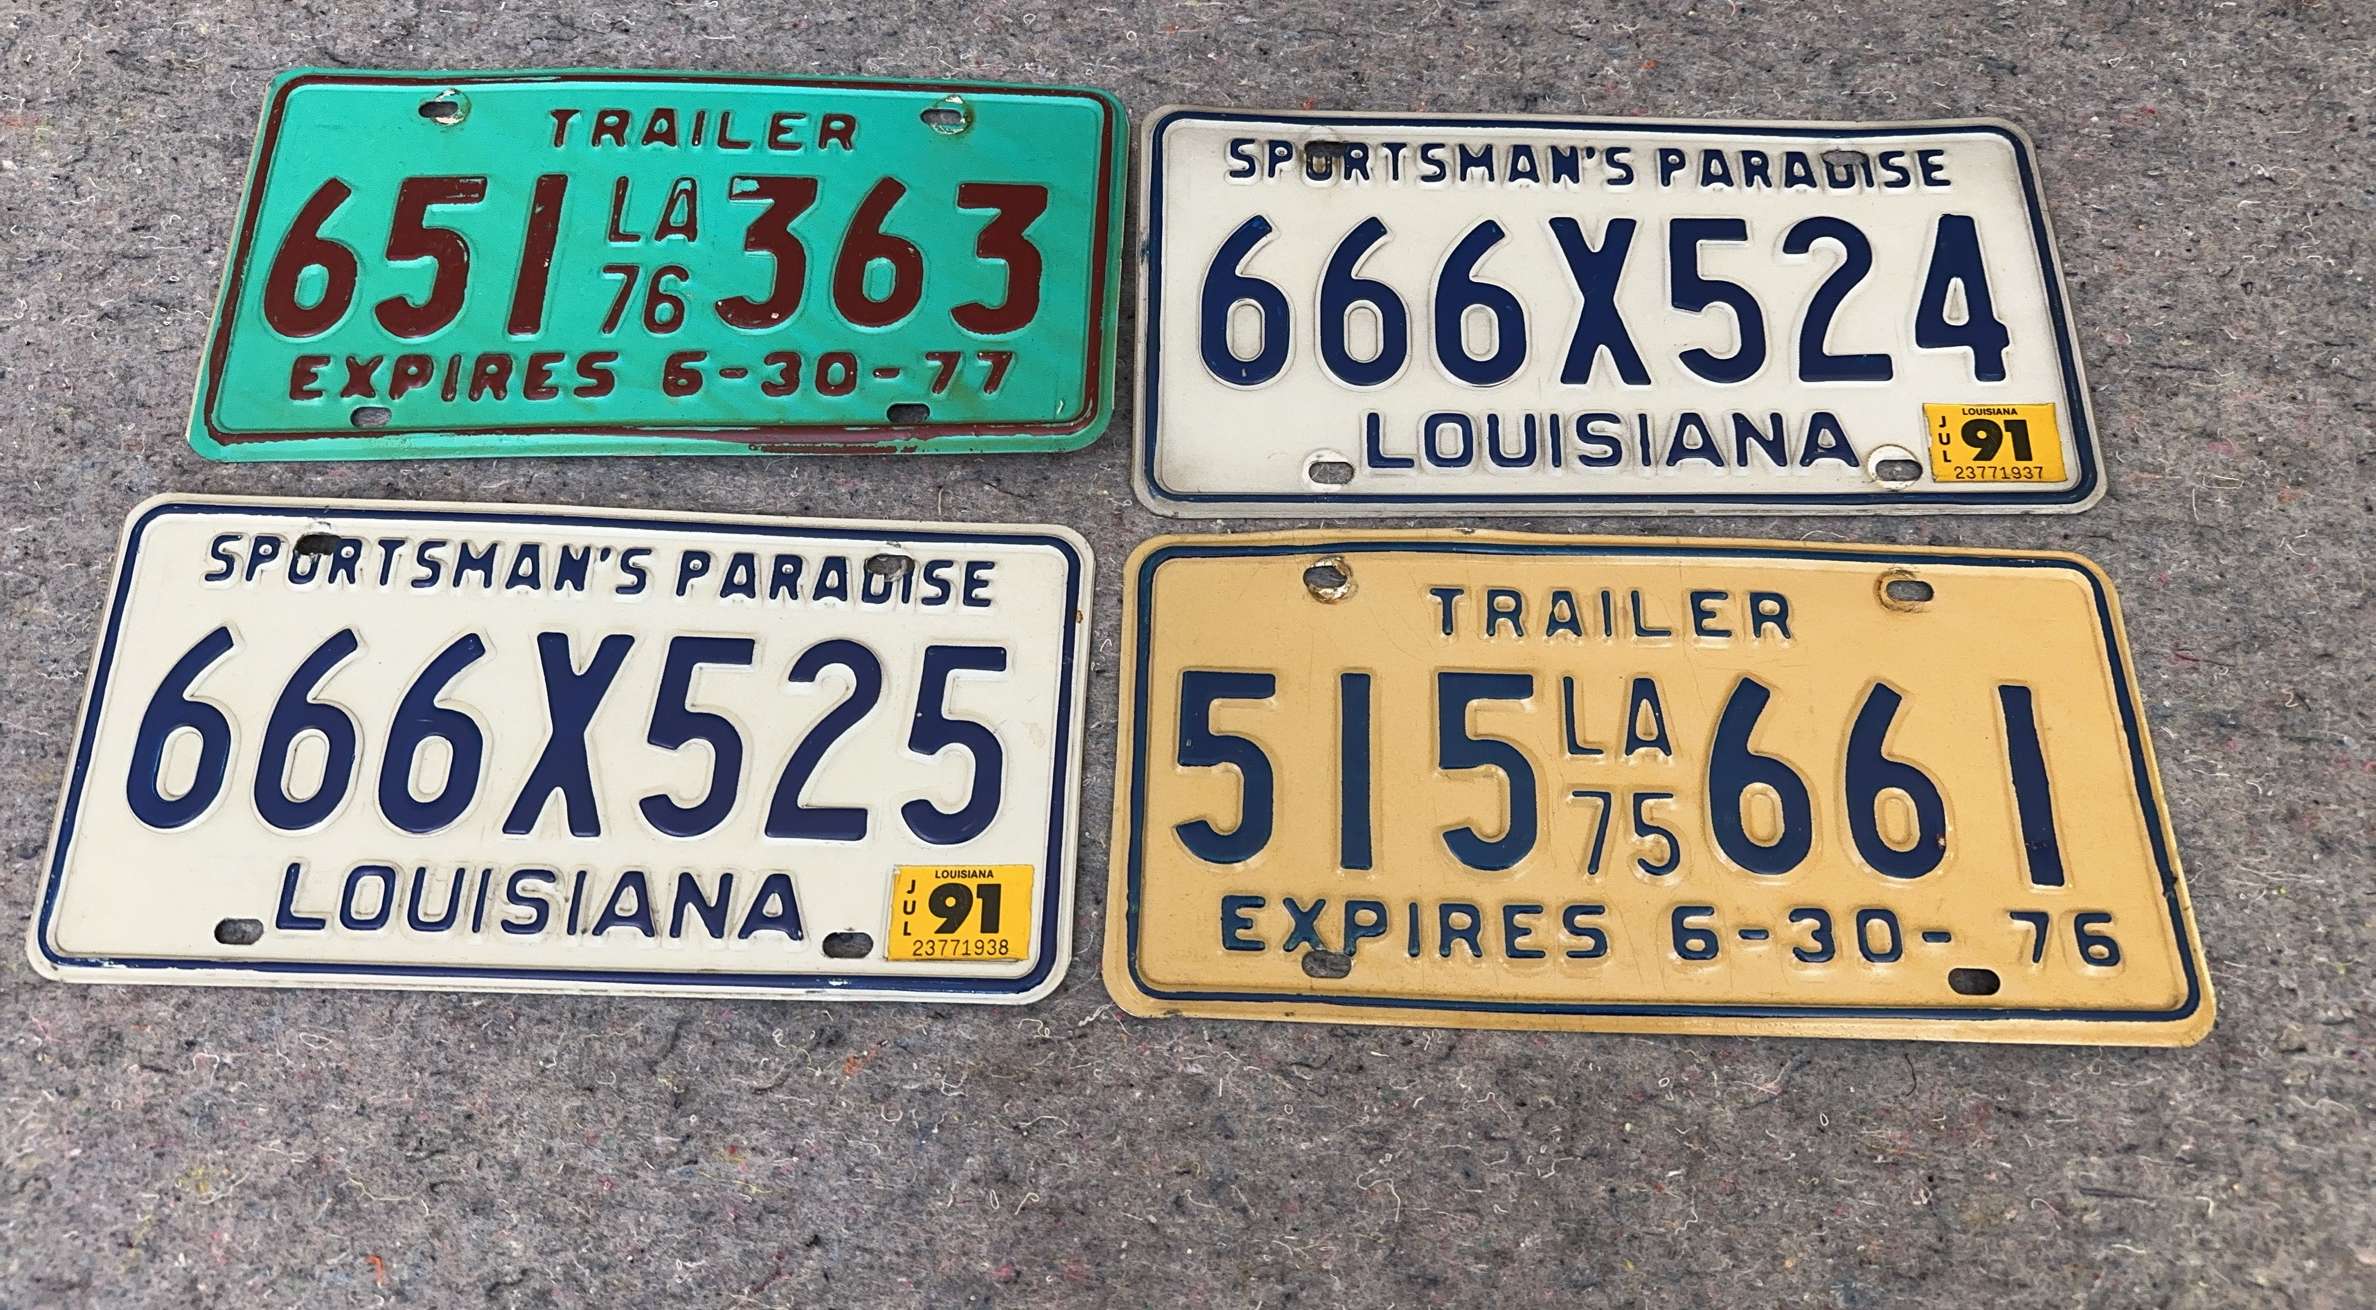 TRAILER
651 LA 76 363
EXPIRES 6-30-77
SPORTSMAN'S PARADISE
666X524
LOUISIANA
LOUISIANA
JUL 91
23771937
SPORTSMAN'S PARADISE
666X525
LOUISIANA
LOUISIANA
JUL 91
23771938
TRAILER
515 LA 75 661
EXPIRES 6-30-76